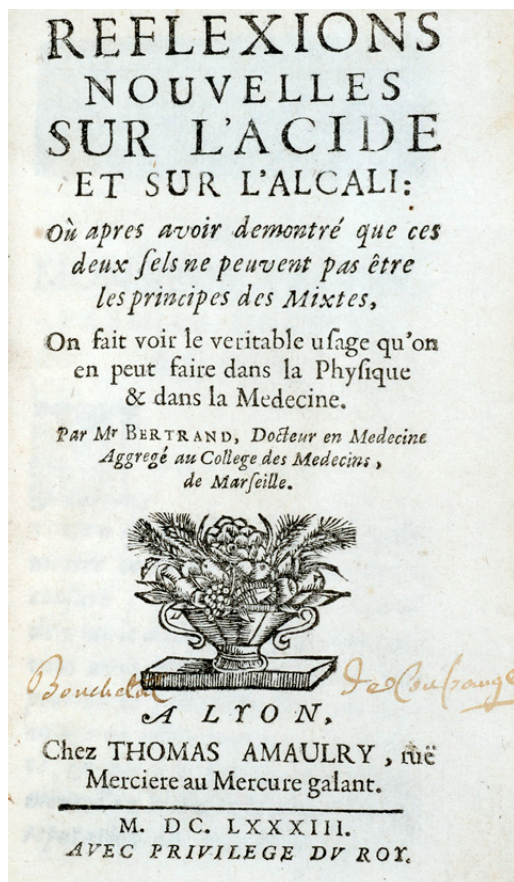 REFLEXIONS
NOUVELLES
SUR L'ACIDE
ET SUR L'ALCALI:
Où apres avoir demontré que ces
deux ſels ne peuvent pas être
les principes des Mixtes,
On fait voir le veritable uſage qu'on
en peut faire dans la Phyſique
& dans la Medecine.
Par Mr BERTRAND, Docteur en Medecine
Aggregé au College des Medecins,
de Marſeille.
A LYON,
Chez THOMAS AMAULRY, ruë
Merciere au Mercure galant.
M. DC. LXXXIII.
AVEC PRIVILEGE DV ROY.